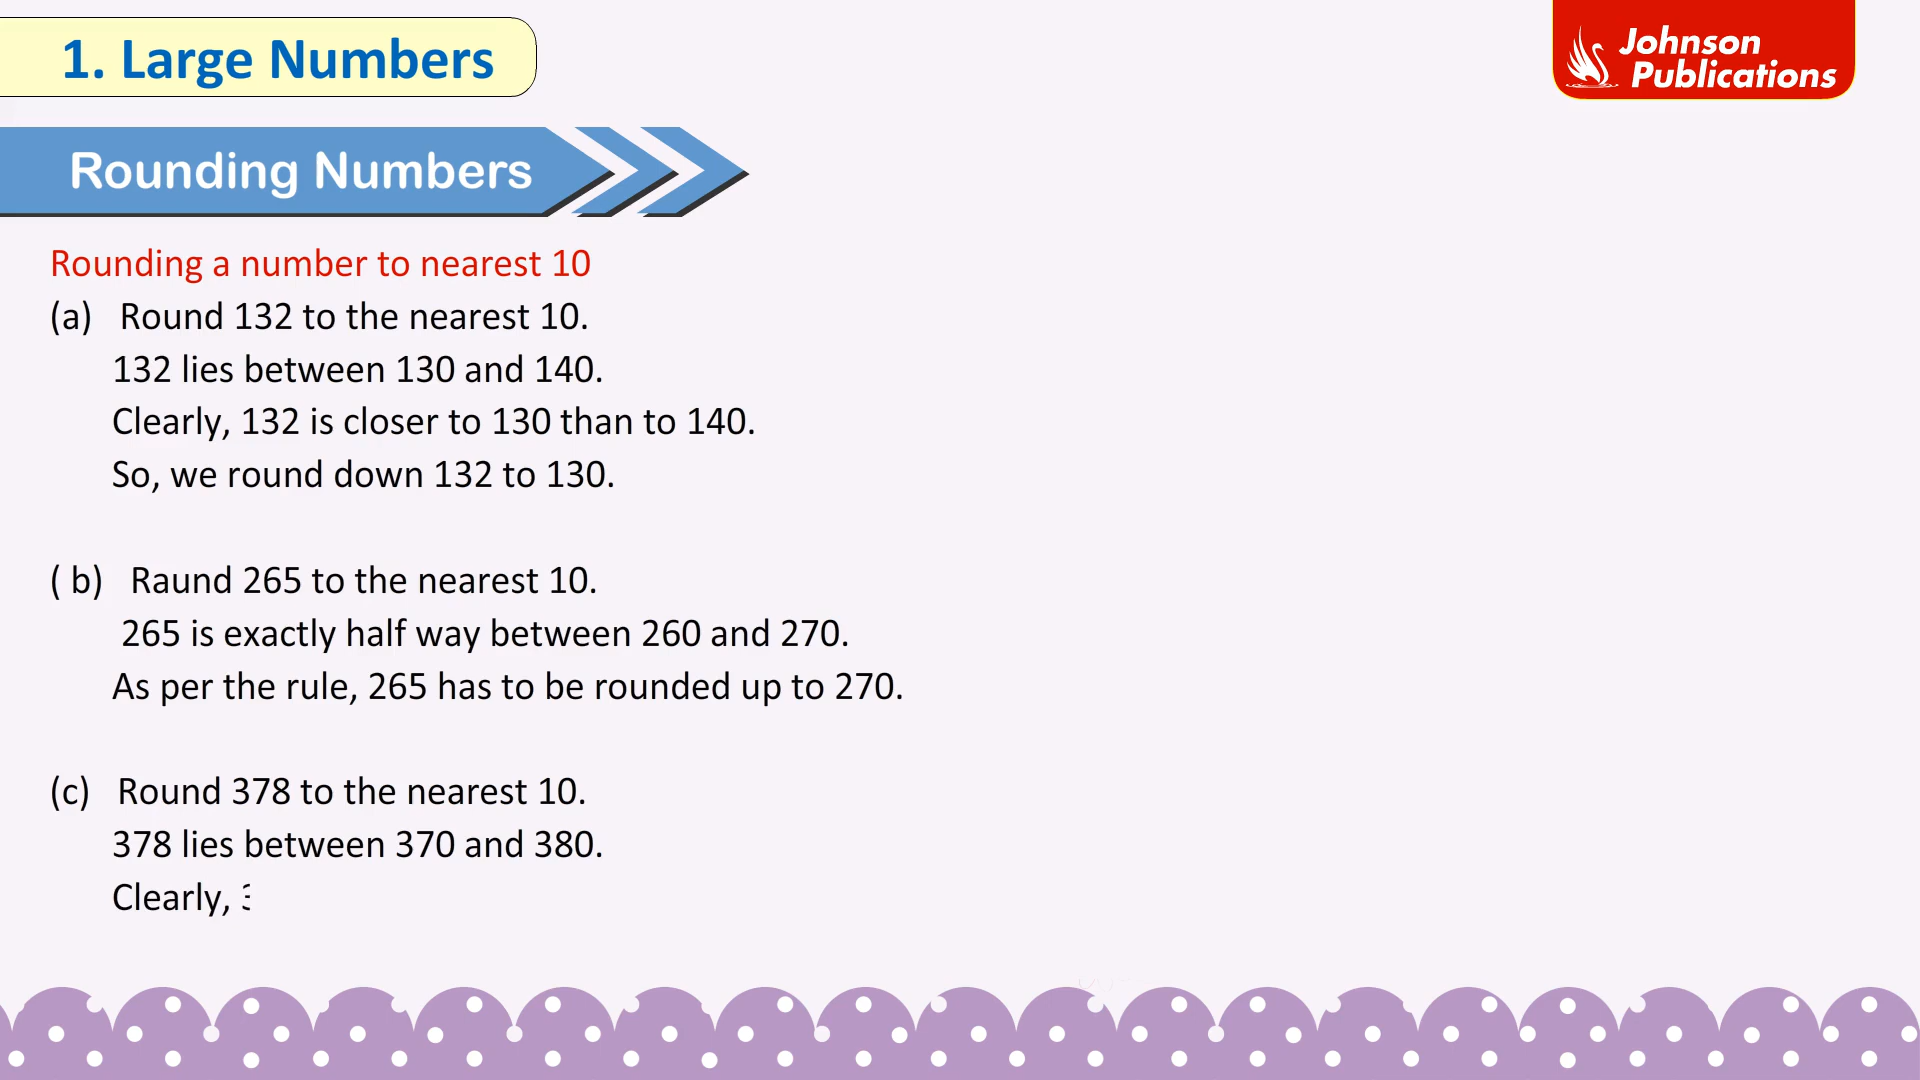 1. Large Numbers
Johnson
Publications
Rounding Numbers
Rounding a number to nearest 10
(a) Round 132 to the nearest 10.
132 lies between 130 and 140.
Clearly, 132 is closer to 130 than to 140.
So, we round down 132 to 130.
( b) Raund 265 to the nearest 10.
265 is exactly half way between 260 and 270.
As per the rule, 265 has to be rounded up to 270.
(c) Round 378 to the nearest 10.
378 lies between 370 and 380.
Clearly,